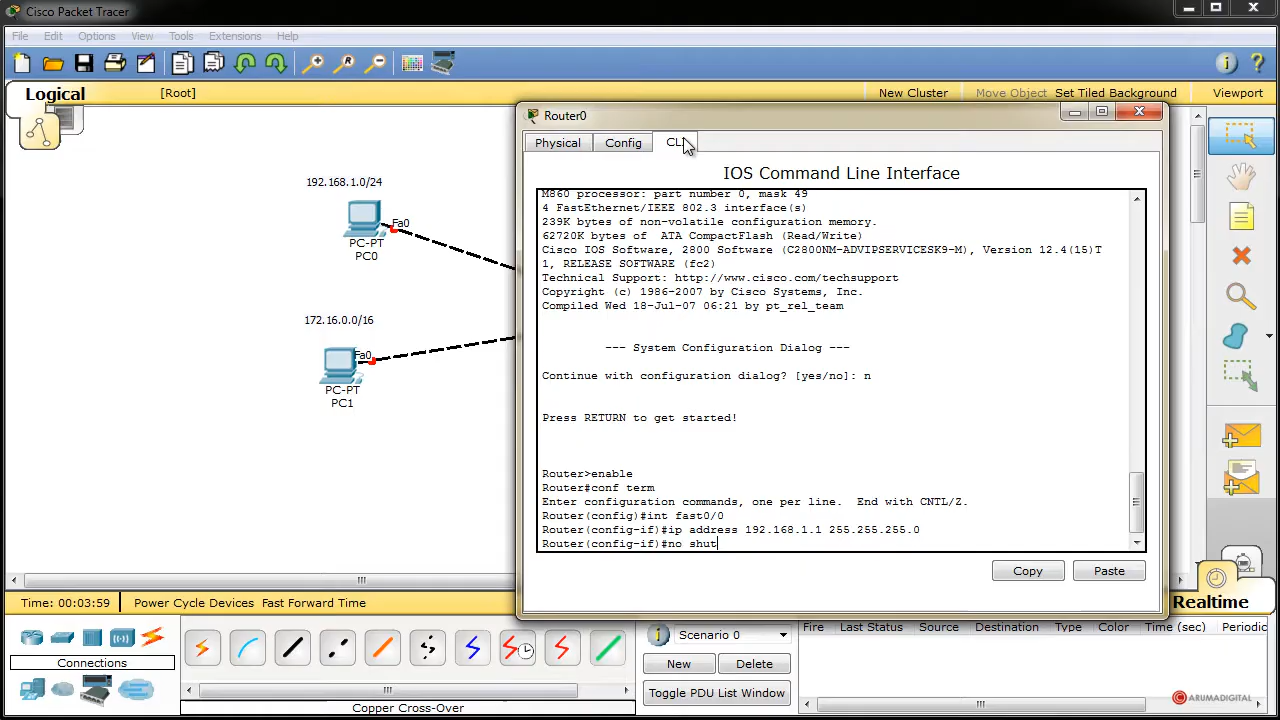 Cisco Packet Tracer
File Edit Options View Tools Extensions Help
Logical
[Root]
New Cluster
Move Object
Set Tiled Background
Viewport
192.168.1.0/24
Fa0
PC-PT
PC0
172.16.0.0/16
Fa0
PC-PT
PC1
Router0
Physical
Config
CLI
IOS Command Line Interface
M860 processor: part number 0, mask 49
4 FastEthernet/IEEE 802.3 interface(s)
239K bytes of non-volatile configuration memory.
62720K bytes of  ATA CompactFlash (Read/Write)
Cisco IOS Software, 2800 Software (C2800NM-ADVIPSERVICESK9-M), Version 12.4(15)T
1, RELEASE SOFTWARE (fc2)
Technical Support: http://www.cisco.com/techsupport
Copyright (c) 1986-2007 by Cisco Systems, Inc.
Compiled Wed 18-Jul-07 06:21 by pt_rel_team
--- System Configuration Dialog ---
Continue with configuration dialog? [yes/no]: n
Press RETURN to get started!
Router>enable
Router#conf term
Enter configuration commands, one per line.  End with CNTL/Z.
Router(config)#int fast0/0
Router(config-if)#ip address 192.168.1.1 255.255.255.0
Router(config-if)#no shut
Copy
Paste
Time: 00:03:59
Power Cycle Devices
Fast Forward Time
Realtime
Connections
Copper Cross-Over
Scenario 0
New
Delete
Toggle PDU List Window
Fire
Last Status
Source
Destination
Type
Color
Time (sec)
Periodic
C ARUMADIGITAL